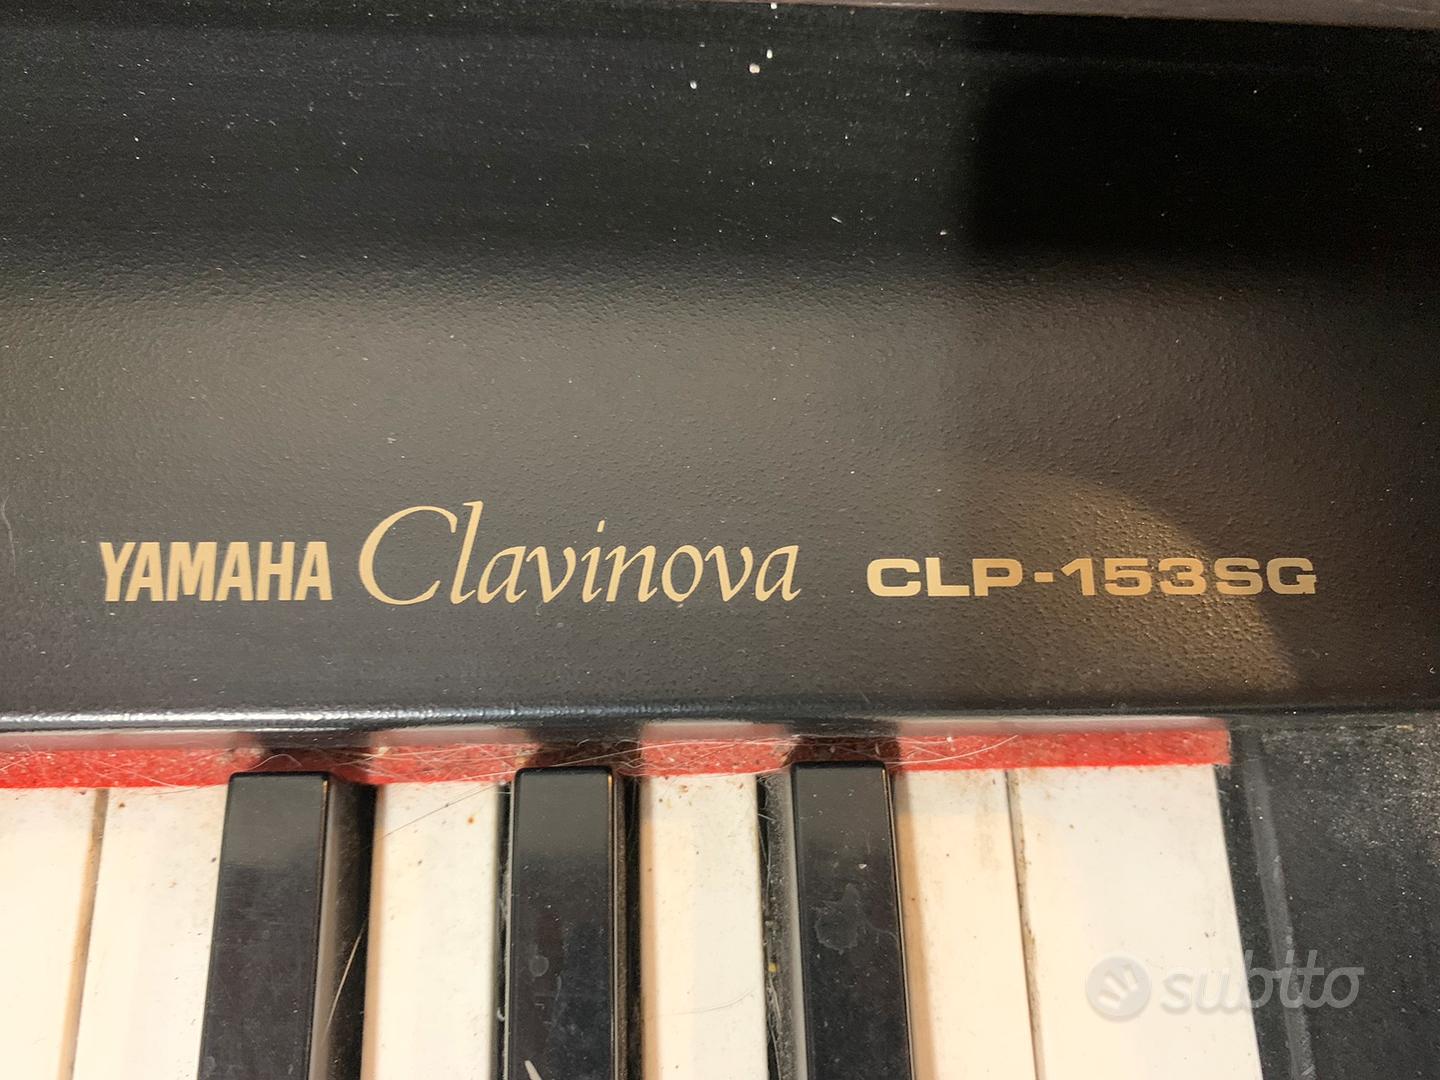 YAMAHA Clavinova CLP-153SG
subito